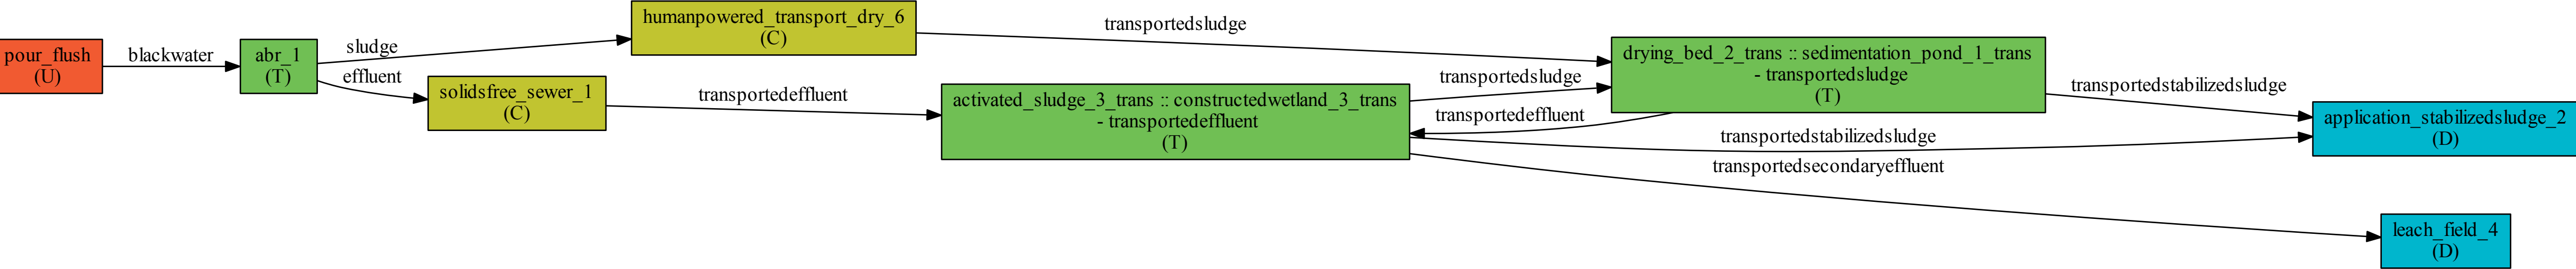 pour_flush
(U)
blackwater
abr_1
(T)
sludge
effluent
humanpowered_transport_dry_6
(C)
solidsfree_sewer_1
(C)
transportedsludge
transportedeffluent
activated_sludge_3_trans :: constructedwetland_3_trans
- transportedeffluent
(T)
transportedsludge
transportedeffluent
drying_bed_2_trans :: sedimentation_pond_1_trans
- transportedsludge
(T)
transportedstabilizedsludge
transportedstabilizedsludge
transportedsecondaryeffluent
application_stabilizedsludge_2
(D)
leach_field_4
(D)